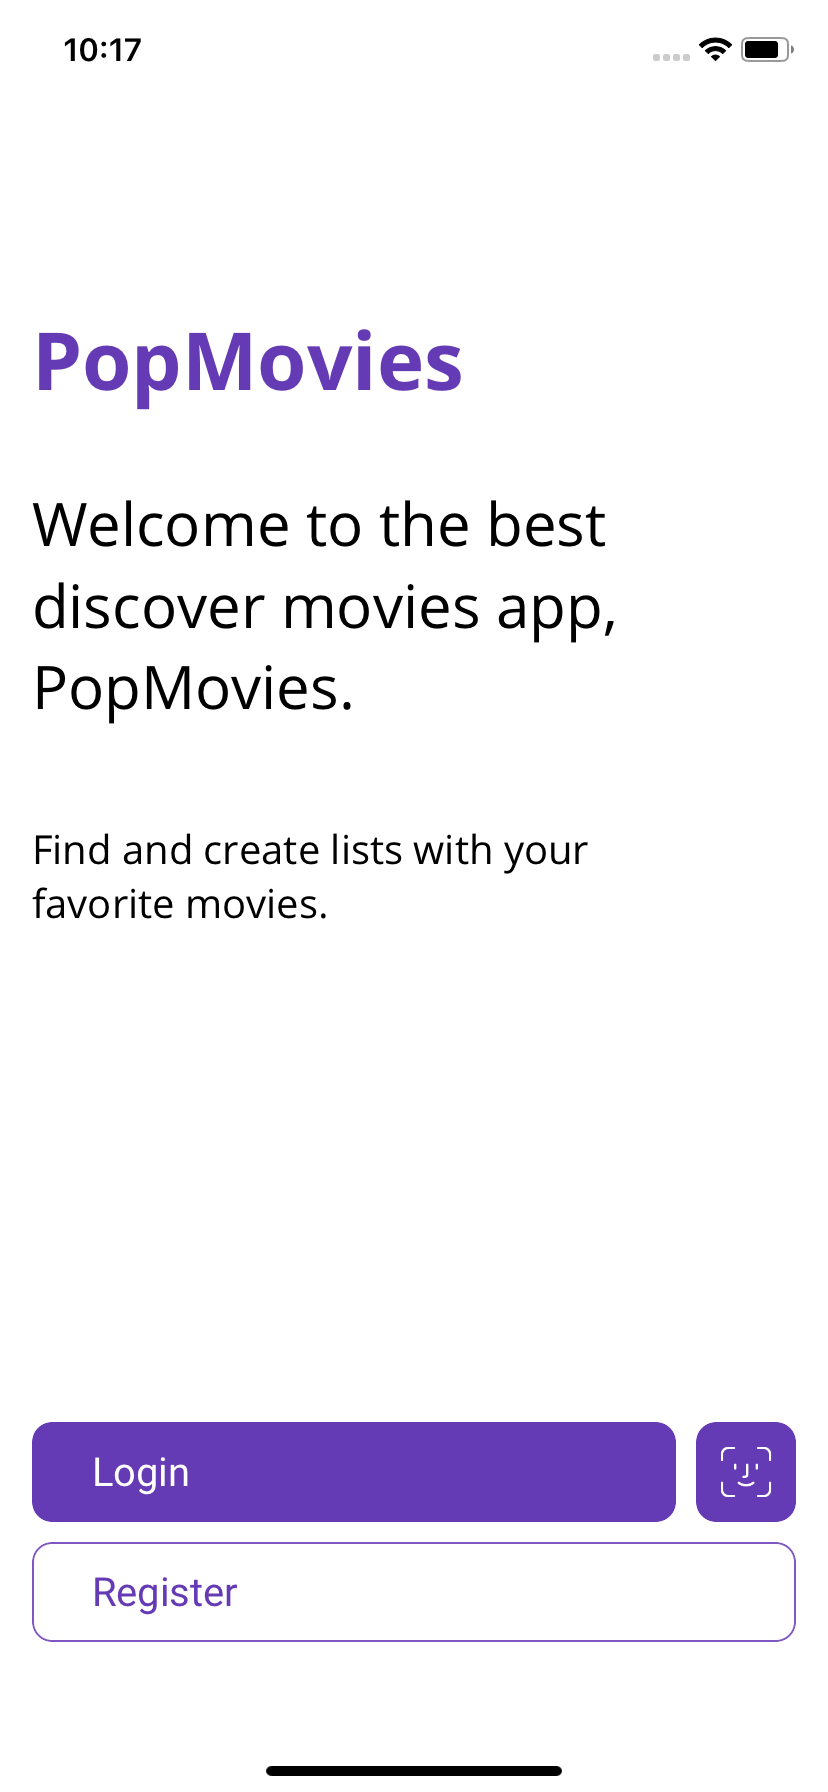 10:17
PopMovies
Welcome to the best
discover movies app,
PopMovies.
Find and create lists with your
favorite movies.
Login
Register